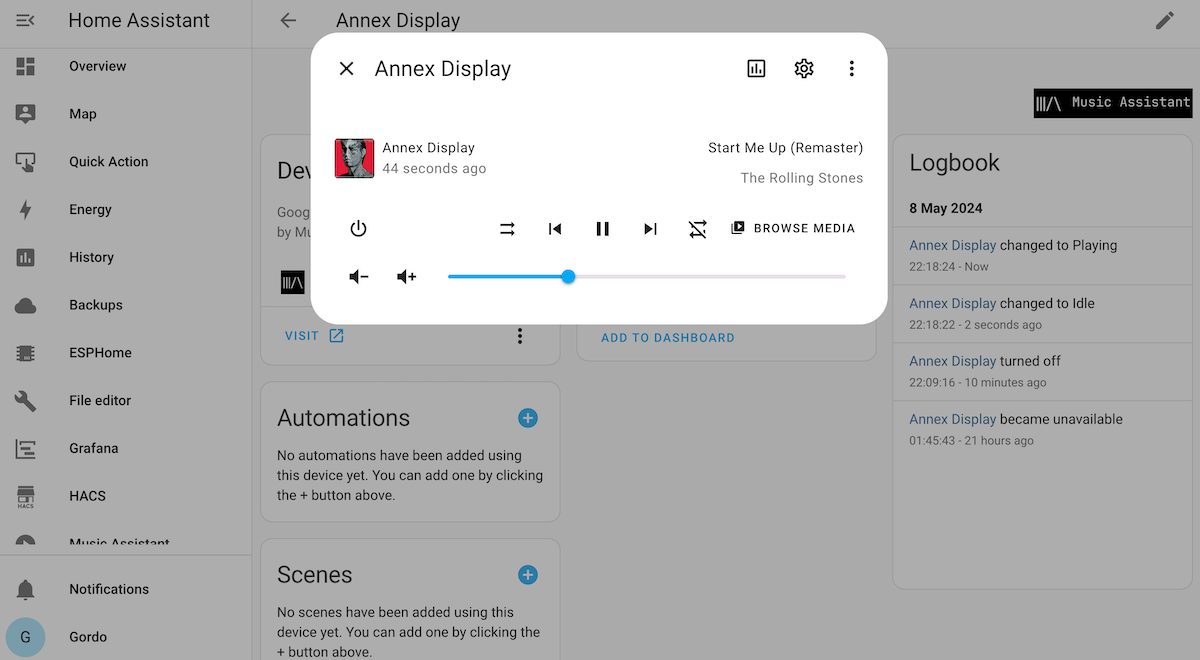 Home Assistant
Overview
Map
Quick Action
Energy
History
Backups
ESPHome
File editor
Grafana
HACS
HACS
Music Assistant
Notifications
G
Gordo
Annex Display
Annex Display
Annex Display
44 seconds ago
Start Me Up (Remaster)
The Rolling Stones
BROWSE MEDIA
by
VISIT
ADD TO DASHBOARD
Automations
No automations have been added using
this device yet. You can add one by clicking
the + button above.
Scenes
No scenes have been added using this
device yet. You can add one by clicking the
+ button above.
Music Assistant
Logbook
8 May 2024
Annex Display changed to Playing
22:18:24 - Now
Annex Display changed to Idle
22:18:22 - 2 seconds ago
Annex Display turned off
22:09:16 - 10 minutes ago
Annex Display became unavailable
01:45:43 - 21 hours ago